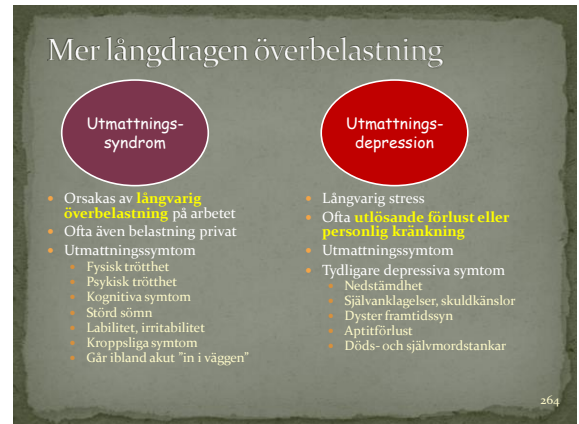 Mer långdragen överbelastning
Utmattnings-
syndrom
• Orsakas av långvarig
överbelastning på arbetet
• Ofta även belastning privat
• Utmattningssymtom
• Fysisk trötthet
• Psykisk trötthet
• Kognitiva symtom
• Störd sömn
• Labilitet, irritabilitet
• Kroppsliga symtom
• Går ibland akut ”in i väggen”
Utmattnings-
depression
• Långvarig stress
• Ofta utlösande förlust eller
personlig kränkning
• Utmattningssymtom
• Tydligare depressiva symtom
• Nedstämdhet
• Självanklagelser, skuldkänslor
• Dyster framtidssyn
• Aptitförlust
• Döds- och självmordstankar
264